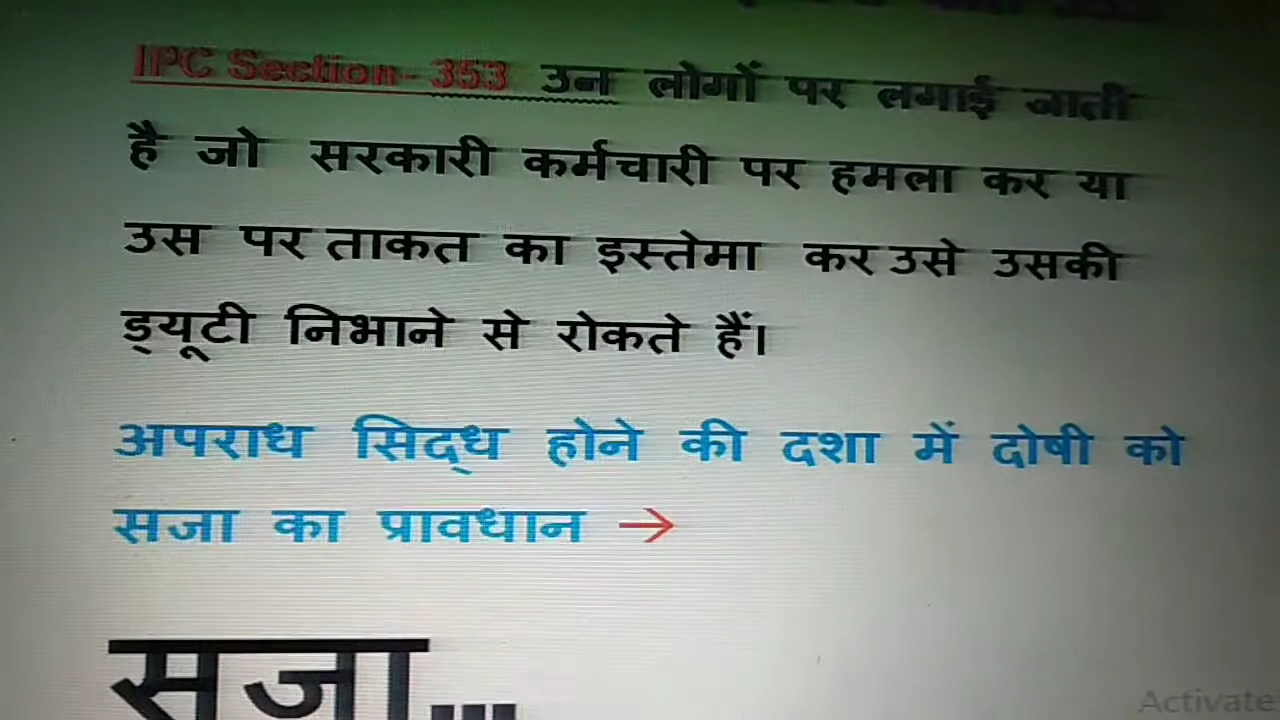 IPC Section- 353 उन लोगों पर लगाई जाती
है जो सरकारी कर्मचारी पर हमला कर या
उस पर ताकत का इस्तेमा कर उसे उसकी
ड्यूटी निभाने से रोकते हैं।
अपराध सिद्ध होने की दशा में दोषी को
सजा का प्रावधान →
सजा...
Activate